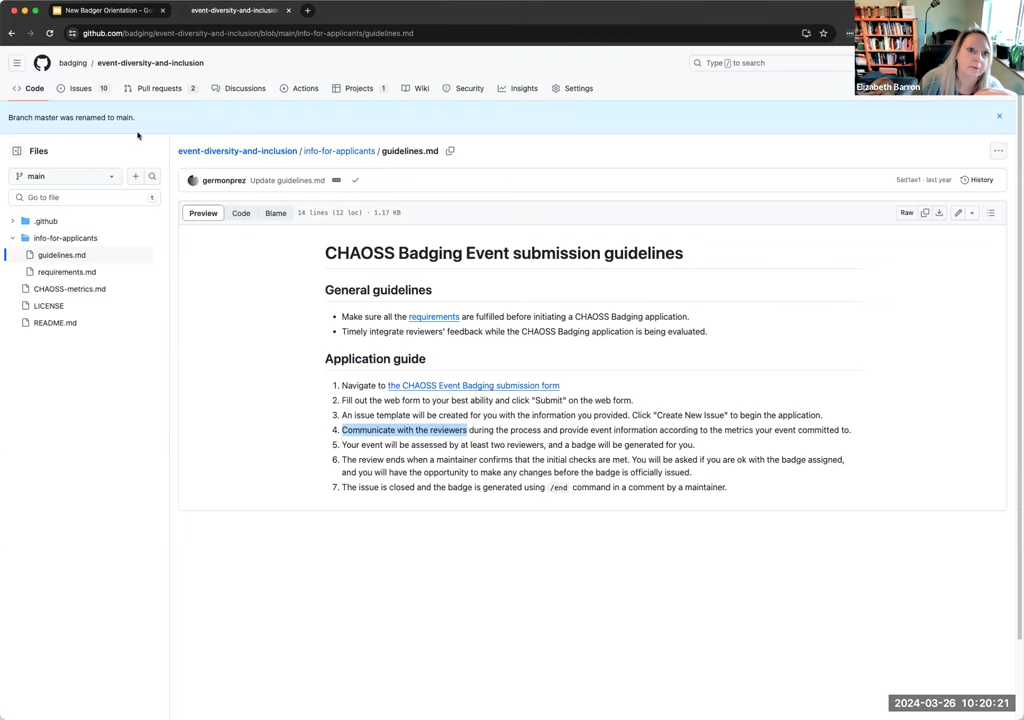 New Badger Orientation - Go
event-diversity-and-inclusion
github.com/badging/event-diversity-and-inclusion/blob/main/info-for-applicants/guidelines.md
badging / event-diversity-and-inclusion
Type / to search
Elizabeth Barron
Code Issues 10 Pull requests 2 Discussions Actions Projects 1 Wiki Security Insights Settings
Branch master was renamed to main.
Files
event-diversity-and-inclusion / info-for-applicants / guidelines.md
main
germonprez Update guidelines.md
5ad1ae1 · last year History
Go to file t
Preview Code Blame 14 lines (12 loc) · 1.17 KB
Raw
.github
info-for-applicants
guidelines.md
requirements.md
CHAOSS-metrics.md
LICENSE
README.md
CHAOSS Badging Event submission guidelines
General guidelines
• Make sure all the requirements are fulfilled before initiating a CHAOSS Badging application.
• Timely integrate reviewers' feedback while the CHAOSS Badging application is being evaluated.
Application guide
1. Navigate to the CHAOSS Event Badging submission form
2. Fill out the web form to your best ability and click "Submit" on the web form.
3. An issue template will be created for you with the information you provided. Click "Create New Issue" to begin the application.
4. Communicate with the reviewers during the process and provide event information according to the metrics your event committed to.
5. Your event will be assessed by at least two reviewers, and a badge will be generated for you.
6. The review ends when a maintainer confirms that the initial checks are met. You will be asked if you are ok with the badge assigned,
and you will have the opportunity to make any changes before the badge is officially issued.
7. The issue is closed and the badge is generated using /end command in a comment by a maintainer.
2024-03-26 10:20:21